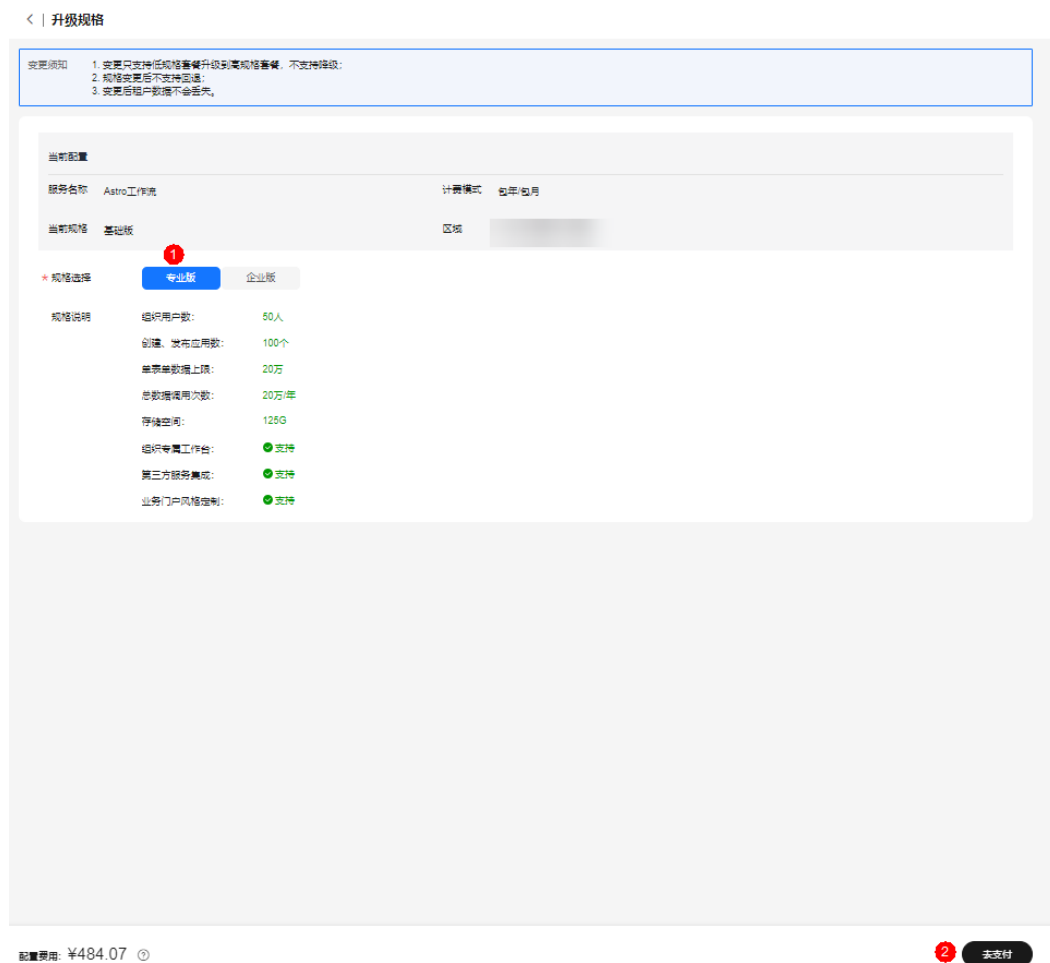 升级规格
变更须知 1. 变更只支持低规格套餐升级到高规格套餐，不支持降级；
2. 规格变更后不支持回退；
3. 变更后租户数据不会丢失。
当前配置
服务名称 Astro工作流 计费模式 包年/包月
当前规格 基础版 区域
1
* 规格选择 专业版 企业版
规格说明 组织用户数： 50人
创建、发布应用数： 100个
单表单数据上限： 20万
总数据调用次数： 20万/年
存储空间： 125G
组织专属工作台： 支持
第三方服务集成： 支持
业务门户风格定制： 支持
配置费用: ¥484.07 ? 2 去支付